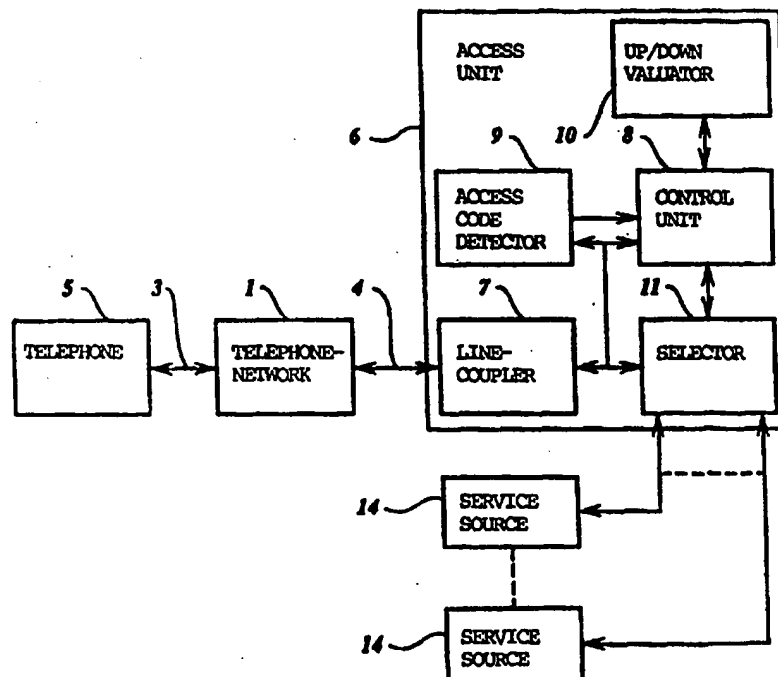 ACCESS
UNIT
UP/DOWN
VALUATOR
6
10
9
8
ACCESS
CODE
DETECTOR
CONTROL
UNIT
5
3
1
4
7
11
TELEPHONE
TELEPHONE-
NETWORK
LINE-
COUPLER
SELECTOR
14
SERVICE
SOURCE
14
SERVICE
SOURCE